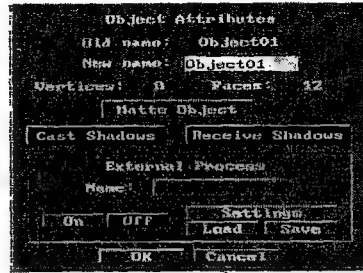 Object Attributes
Old name: Object01
New name: Object01
Vertices: 8 Faces: 12
Matte Object
Cast Shadows Receive Shadows
External Process
Name:
On Off Settings
Load Save
OK Cancel